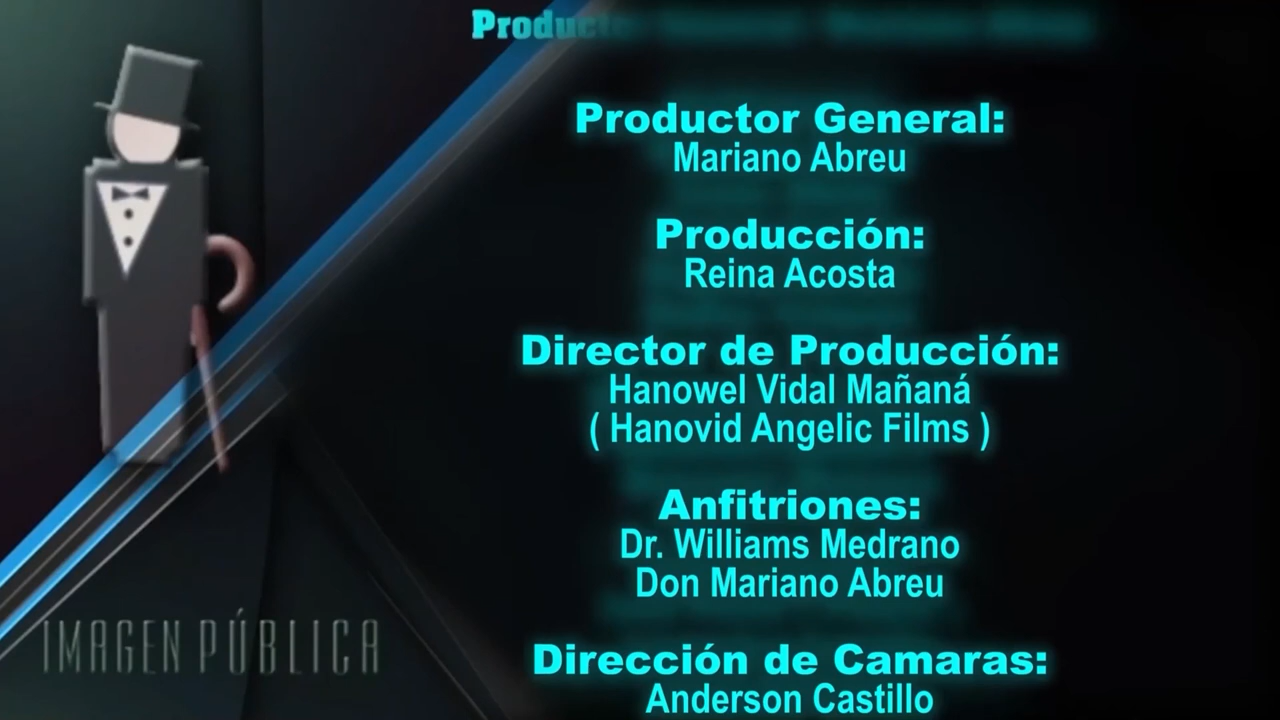 Productor General:
Mariano Abreu
Producción:
Reina Acosta
Director de Producción:
Hanowel Vidal Mañaná
( Hanovid Angelic Films )
Anfitriones:
Dr. Williams Medrano
Don Mariano Abreu
Dirección de Camaras:
Anderson Castillo
IMAGEN PÚBLICA